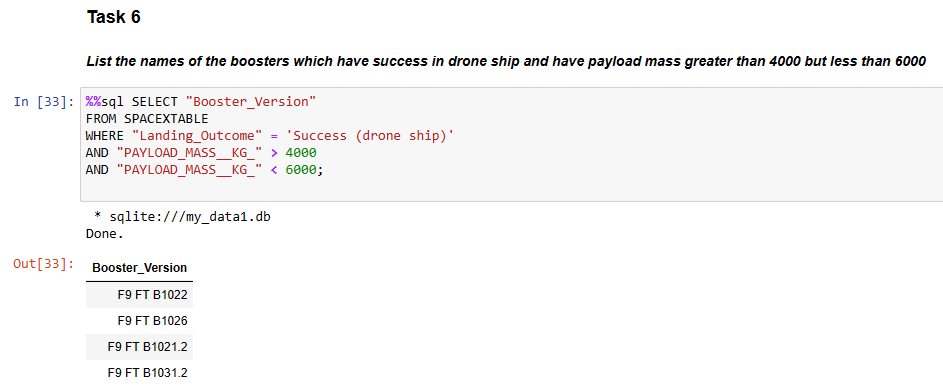 Task 6
List the names of the boosters which have success in drone ship and have payload mass greater than 4000 but less than 6000
In [33]: %%sql SELECT "Booster_Version"
FROM SPACEXTABLE
WHERE "Landing_Outcome" = 'Success (drone ship)'
AND "PAYLOAD_MASS__KG_" > 4000
AND "PAYLOAD_MASS__KG_" < 6000;
* sqlite:///my_data1.db
Done.
Out[33]: Booster_Version
F9 FT B1022
F9 FT B1026
F9 FT B1021.2
F9 FT B1031.2